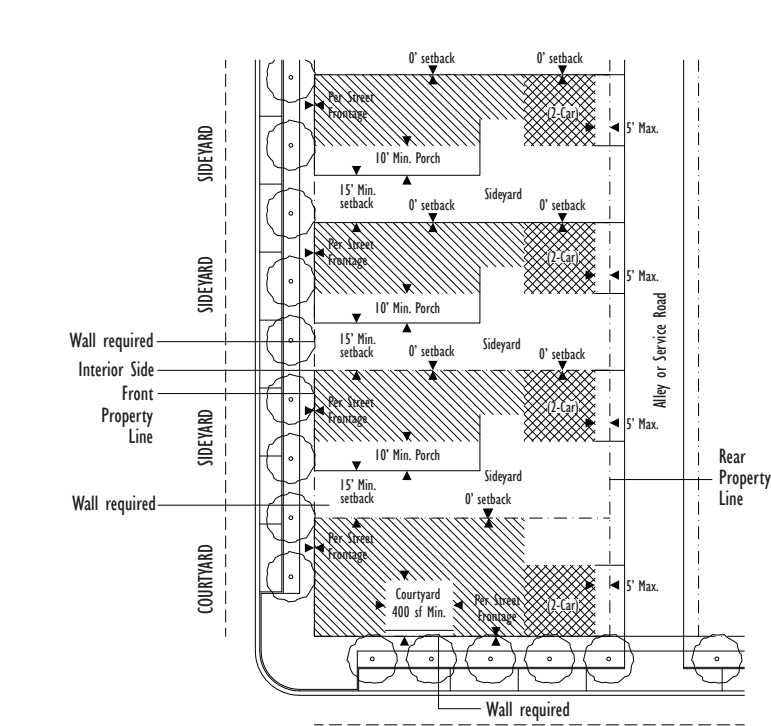 0' setback
0' setback
Per Street
Frontage
(2-Car)
5' Max.
SIDEYARD
10' Min. Porch
15' Min.
setback
Sideyard
0' setback
0' setback
Per Street
Frontage
(2-Car)
5' Max.
SIDEYARD
10' Min. Porch
Alley or Service Road
Wall required
15' Min.
setback
Sideyard
0' setback
0' setback
Interior Side
Front
Property
Line
Per Street
Frontage
(2-Car)
5' Max.
SIDEYARD
10' Min. Porch
Rear
Property
Line
Sideyard
15' Min.
setback
0' setback
Wall required
Per Street
Frontage
COURTYARD
Courtyard
400 sf Min.
Per Street
Frontage
(2-Car)
5' Max.
Wall required